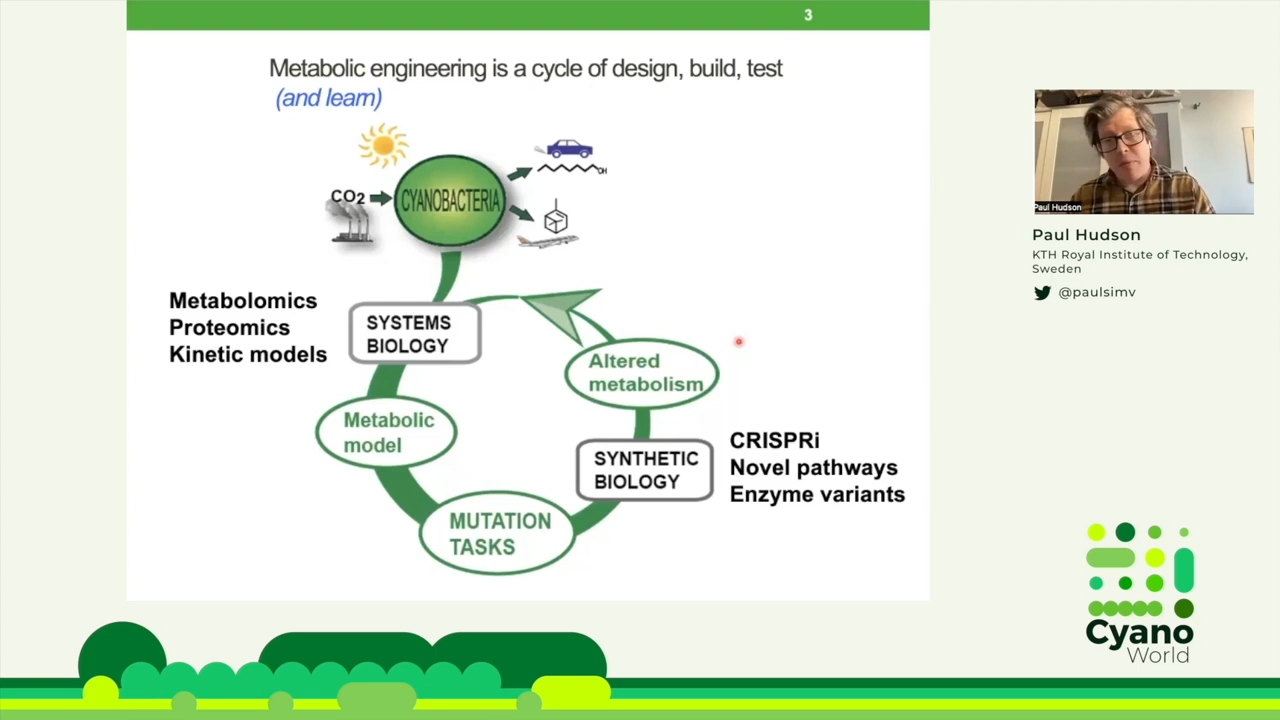 3
Metabolic engineering is a cycle of design, build, test
(and learn)
CO2
CYANOBACTERIA
OH
Metabolomics
Proteomics
Kinetic models
SYSTEMS
BIOLOGY
Metabolic
model
MUTATION
TASKS
SYNTHETIC
BIOLOGY
Altered
metabolism
CRISPRi
Novel pathways
Enzyme variants
Paul Hudson
Paul Hudson
KTH Royal Institute of Technology,
Sweden
@paulsimv
Cyano
World